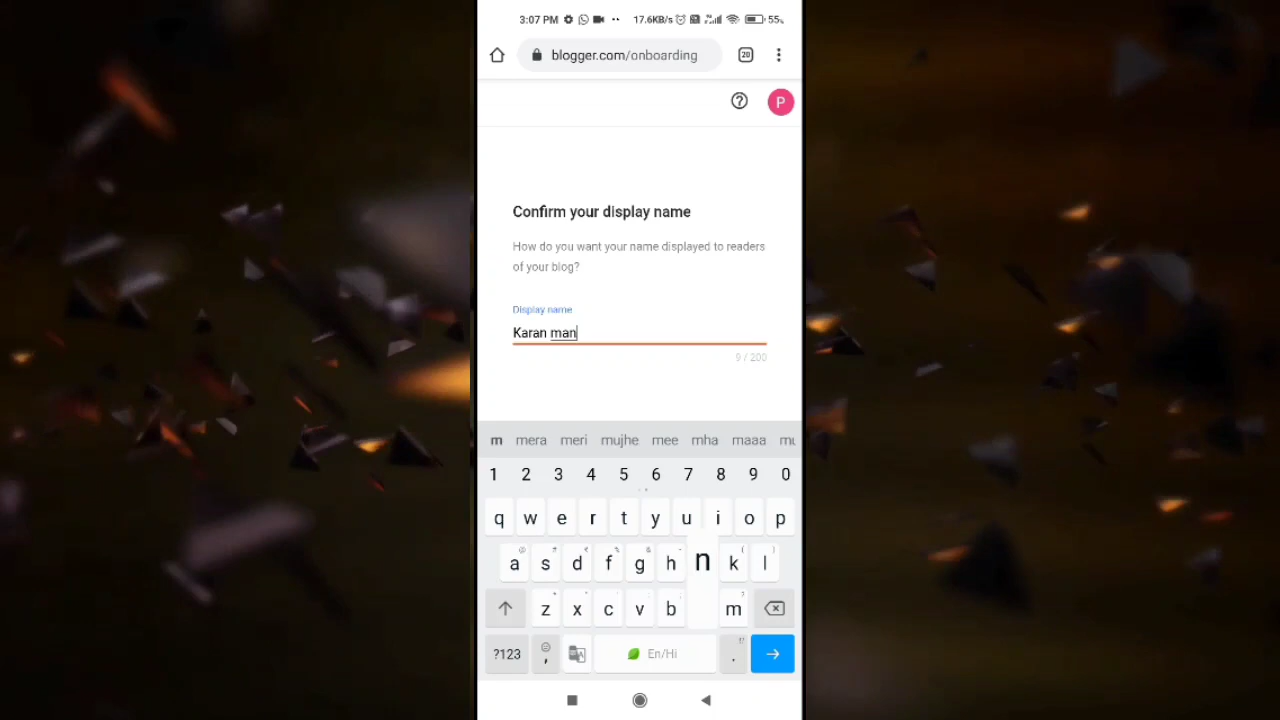 3:07 PM 17.6KB/s 55%
blogger.com/onboarding 20
P
Confirm your display name
How do you want your name displayed to readers
of your blog?
Display name
Karan man
9 / 200
m mera meri mujhe mee mha maaa
1 2 3 4 5 6 7 8 9 0
q w e r t y u i o p
a s d f g h n k l
z x c v b m
?123 , En/Hi .